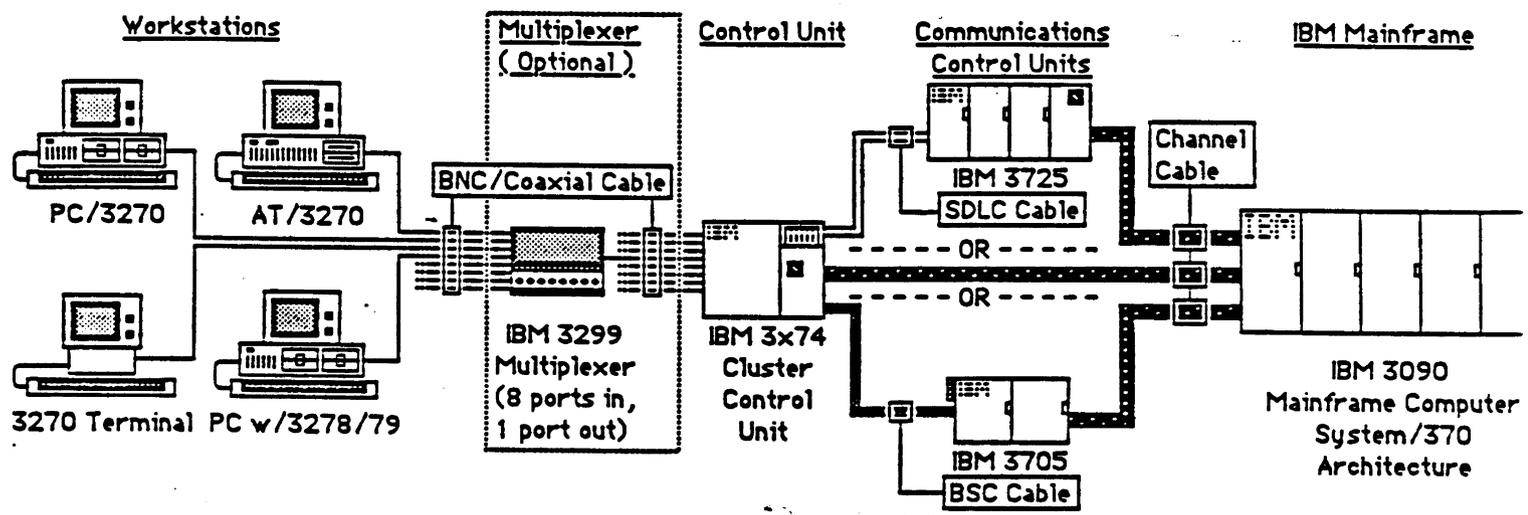 Workstations
Multiplexer
(Optional)
Control Unit
Communications
Control Units
IBM Mainframe
PC/3270
AT/3270
3270 Terminal
PC w/3278/79
BNC/Coaxial Cable
IBM 3299
Multiplexer
(8 ports in,
1 port out)
IBM 3x74
Cluster
Control
Unit
IBM 3725
SDLC Cable
OR
OR
IBM 3705
BSC Cable
Channel
Cable
IBM 3090
Mainframe Computer
System/370
Architecture